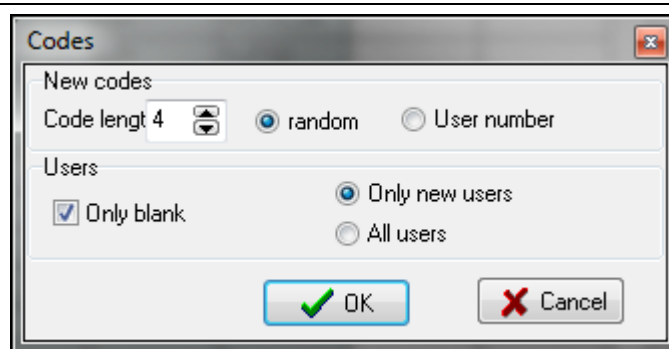 Codes
New codes
Code lengt 4 random User number
Users
Only blank
Only new users
All users
OK Cancel